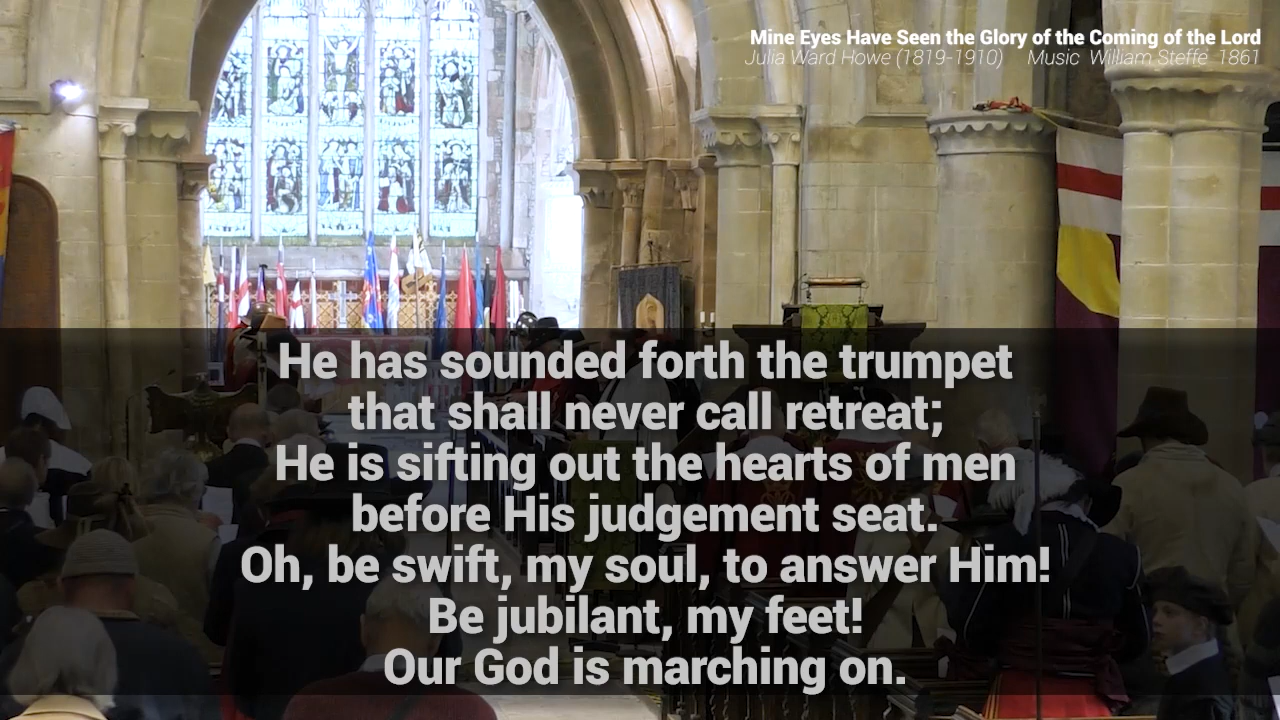 Mine Eyes Have Seen the Glory of the Coming of the Lord
Julia Ward Howe (1819-1910) Music William Steffe 1861
He has sounded forth the trumpet
that shall never call retreat;
He is sifting out the hearts of men
before His judgement seat.
Oh, be swift, my soul, to answer Him!
Be jubilant, my feet!
Our God is marching on.